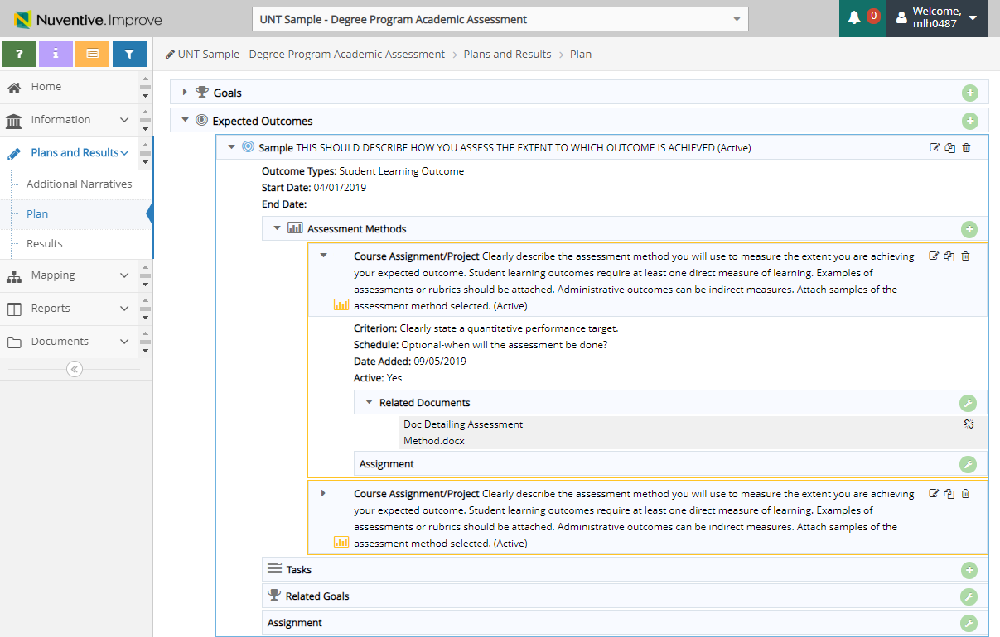 Nuventive.Improve
UNT Sample - Degree Program Academic Assessment
0
Welcome,
mlh0487
?
i
UNT Sample - Degree Program Academic Assessment > Plans and Results > Plan
Home
Information
Plans and Results
Additional Narratives
Plan
Results
Mapping
Reports
Documents
«
Goals
Expected Outcomes
Sample THIS SHOULD DESCRIBE HOW YOU ASSESS THE EXTENT TO WHICH OUTCOME IS ACHIEVED (Active)
Outcome Types: Student Learning Outcome
Start Date: 04/01/2019
End Date:
Assessment Methods
Course Assignment/Project Clearly describe the assessment method you will use to measure the extent you are achieving
your expected outcome. Student learning outcomes require at least one direct measure of learning. Examples of
assessments or rubrics should be attached. Administrative outcomes can be indirect measures. Attach samples of the
assessment method selected. (Active)
Criterion: Clearly state a quantitative performance target.
Schedule: Optional-when will the assessment be done?
Date Added: 09/05/2019
Active: Yes
Related Documents
Doc Detailing Assessment
Method.docx
Assignment
Course Assignment/Project Clearly describe the assessment method you will use to measure the extent you are achieving
your expected outcome. Student learning outcomes require at least one direct measure of learning. Examples of
assessments or rubrics should be attached. Administrative outcomes can be indirect measures. Attach samples of the
assessment method selected. (Active)
Tasks
Related Goals
Assignment